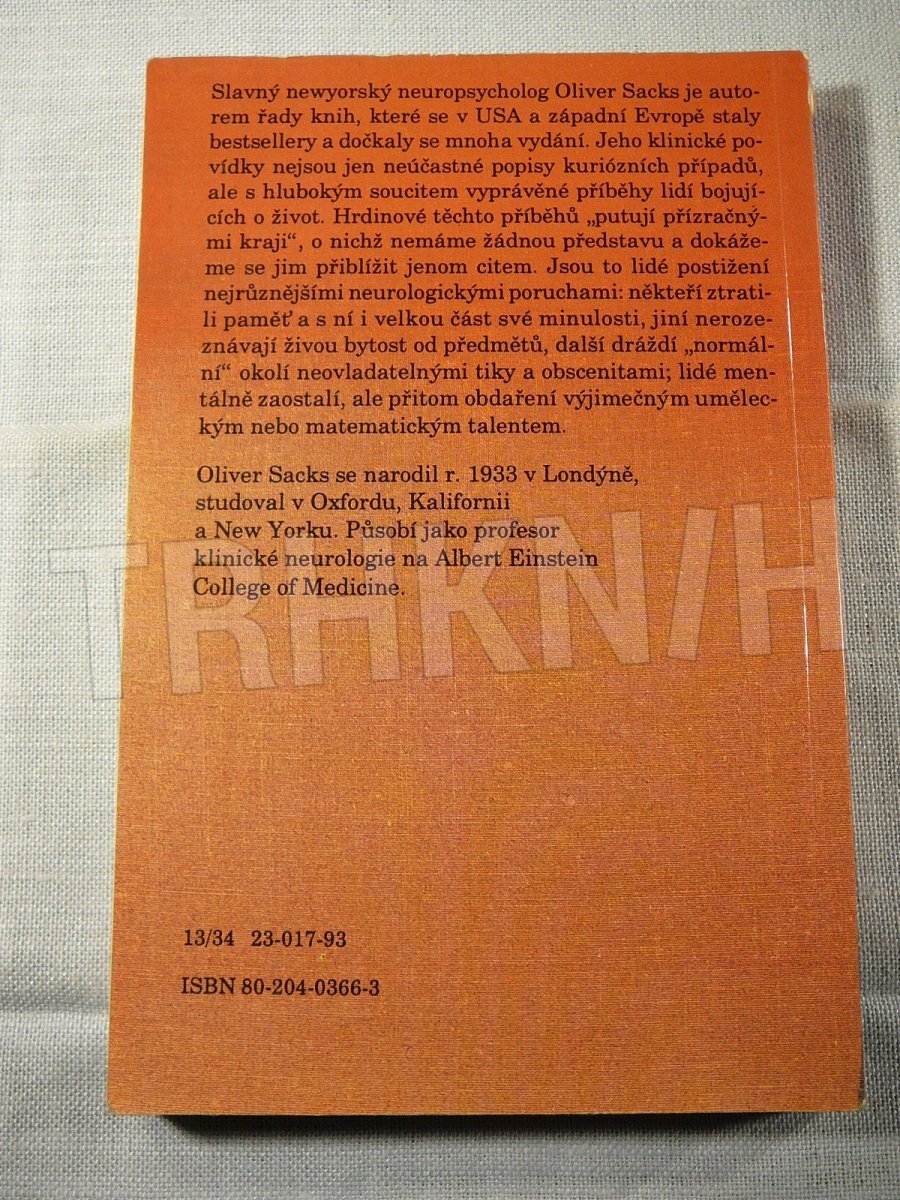 Slavný newyorský neuropsycholog Oliver Sacks je auto-
rem řady knih, které se v USA a západní Evropě staly
bestsellery a dočkaly se mnoha vydání. Jeho klinické po-
vídky nejsou jen neúčastné popisy kuriózních případů,
ale s hlubokým soucitem vyprávěné příběhy lidí bojují-
cích o život. Hrdinové těchto příběhů „putují přízračný-
mi kraji“, o nichž nemáme žádnou představu a dokáže-
me se jim přiblížit jenom citem. Jsou to lidé postižení
nejrůznějšími neurologickými poruchami: někteří ztrati-
li paměť a s ní i velkou část své minulosti, jiní neroze-
znávají živou bytost od předmětů, další dráždí „normál-
ní“ okolí neovladatelnými tiky a obscenitami; lidé men-
tálně zaostalí, ale přitom obdaření výjimečným umělec-
kým nebo matematickým talentem.
Oliver Sacks se narodil r. 1933 v Londýně,
studoval v Oxfordu, Kalifornii
a New Yorku. Působí jako profesor
klinické neurologie na Albert Einstein
College of Medicine.
TRHKN/H
13/34 23-017-93
ISBN 80-204-0366-3